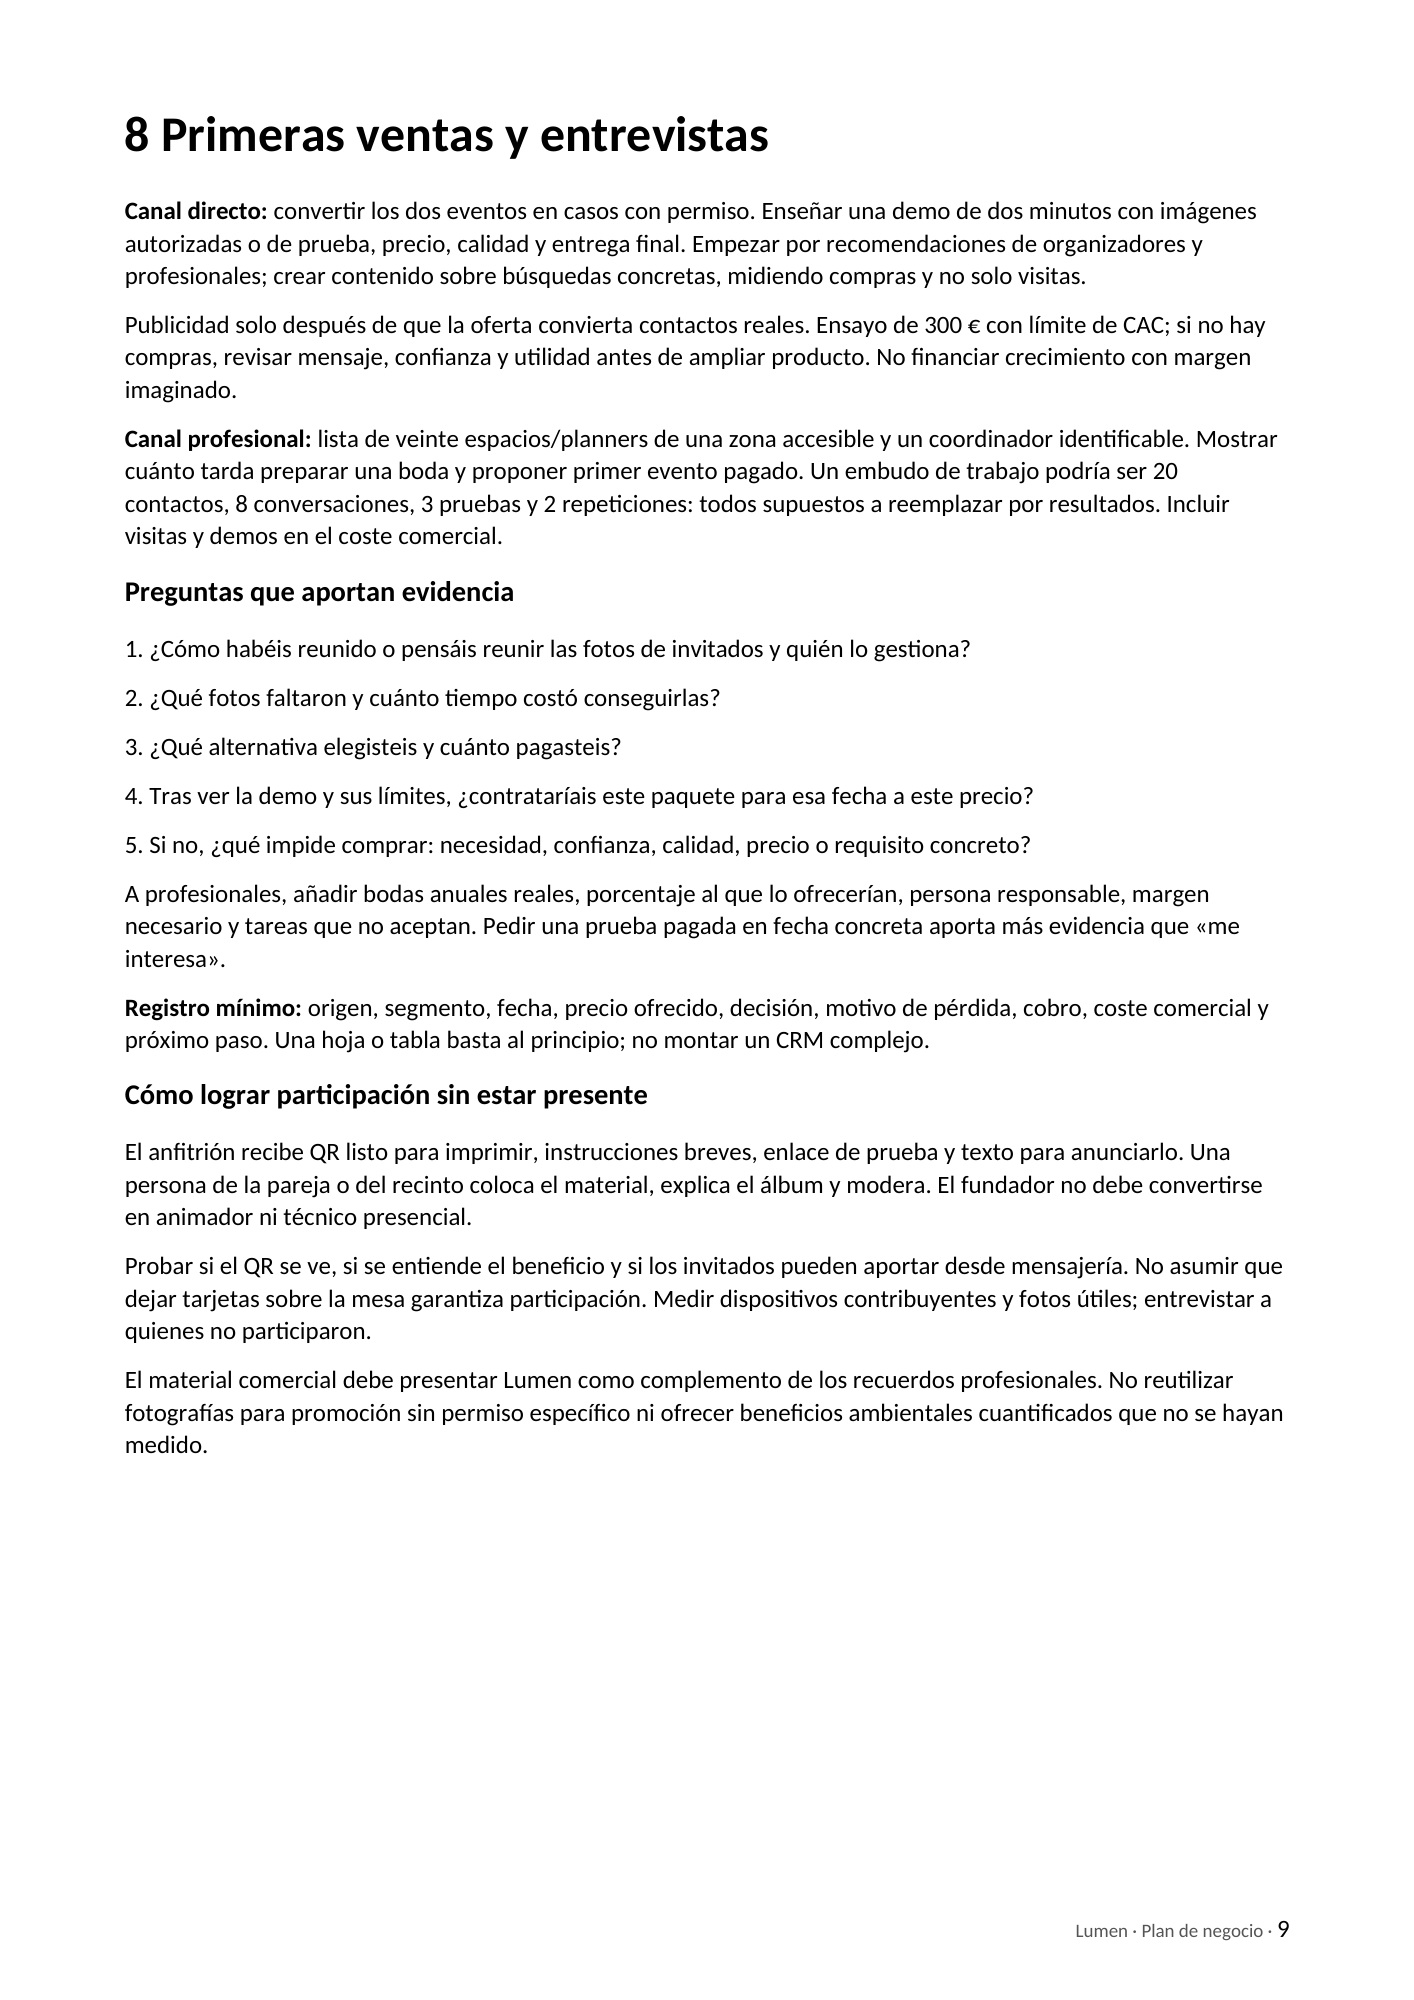 8 Primeras ventas y entrevistas
Canal directo: convertir los dos eventos en casos con permiso. Enseñar una demo de dos minutos con imágenes
autorizadas o de prueba, precio, calidad y entrega final. Empezar por recomendaciones de organizadores y
profesionales; crear contenido sobre búsquedas concretas, midiendo compras y no solo visitas.
Publicidad solo después de que la oferta convierta contactos reales. Ensayo de 300 € con límite de CAC; si no hay
compras, revisar mensaje, confianza y utilidad antes de ampliar producto. No financiar crecimiento con margen
imaginado.
Canal profesional: lista de veinte espacios/planners de una zona accesible y un coordinador identificable. Mostrar
cuánto tarda preparar una boda y proponer primer evento pagado. Un embudo de trabajo podría ser 20
contactos, 8 conversaciones, 3 pruebas y 2 repeticiones: todos supuestos a reemplazar por resultados. Incluir
visitas y demos en el coste comercial.
Preguntas que aportan evidencia
1. ¿Cómo habéis reunido o pensáis reunir las fotos de invitados y quién lo gestiona?
2. ¿Qué fotos faltaron y cuánto tiempo costó conseguirlas?
3. ¿Qué alternativa elegisteis y cuánto pagasteis?
4. Tras ver la demo y sus límites, ¿contrataríais este paquete para esa fecha a este precio?
5. Si no, ¿qué impide comprar: necesidad, confianza, calidad, precio o requisito concreto?
A profesionales, añadir bodas anuales reales, porcentaje al que lo ofrecerían, persona responsable, margen
necesario y tareas que no aceptan. Pedir una prueba pagada en fecha concreta aporta más evidencia que «me
interesa».
Registro mínimo: origen, segmento, fecha, precio ofrecido, decisión, motivo de pérdida, cobro, coste comercial y
próximo paso. Una hoja o tabla basta al principio; no montar un CRM complejo.
Cómo lograr participación sin estar presente
El anfitrión recibe QR listo para imprimir, instrucciones breves, enlace de prueba y texto para anunciarlo. Una
persona de la pareja o del recinto coloca el material, explica el álbum y modera. El fundador no debe convertirse
en animador ni técnico presencial.
Probar si el QR se ve, si se entiende el beneficio y si los invitados pueden aportar desde mensajería. No asumir que
dejar tarjetas sobre la mesa garantiza participación. Medir dispositivos contribuyentes y fotos útiles; entrevistar a
quienes no participaron.
El material comercial debe presentar Lumen como complemento de los recuerdos profesionales. No reutilizar
fotografías para promoción sin permiso específico ni ofrecer beneficios ambientales cuantificados que no se hayan
medido.
Lumen · Plan de negocio · 9